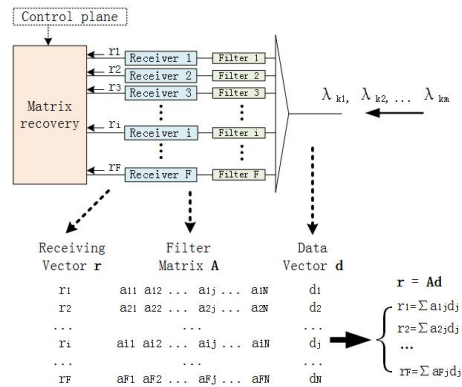 Control plane
Matrix recovery
r1 Receiver 1 Filter 1
r2 Receiver 2 Filter 2
r3 Receiver 3 Filter 3
ri Receiver i Filter i
rF Receiver F Filter F
λk1, λk2, ... λkm
Receiving Vector r
Filter Matrix A
Data Vector d
r1 a11 a12 ... a1j ... a1N d1
r2 a21 a22 ... a2j ... a2N d2
... ... ...
ri ai1 ai2 ... aij ... aiN dj
... ... ...
rF aF1 aF2 ... aFj ... aFN dN
r = Ad
r1=∑a1jdj
r2=∑a2jdj
...
rF=∑aFjdj